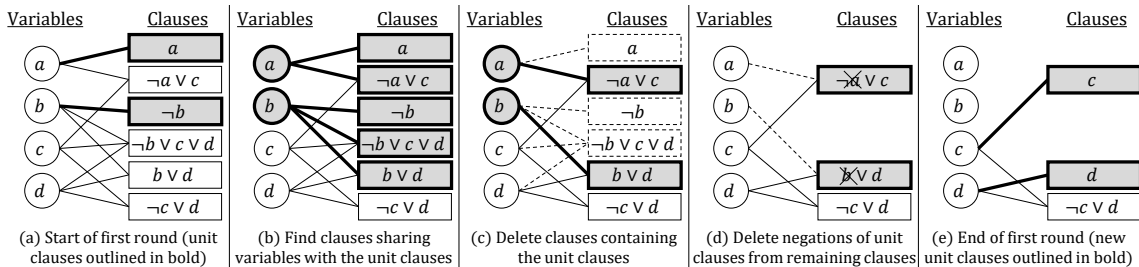 Variables Clauses
a
b
c
d
a
¬a ∨ c
¬b
¬b ∨ c ∨ d
b ∨ d
¬c ∨ d
(a) Start of first round (unit
clauses outlined in bold)
Variables Clauses
a
b
c
d
a
¬a ∨ c
¬b
¬b ∨ c ∨ d
b ∨ d
¬c ∨ d
(b) Find clauses sharing
variables with the unit clauses
Variables Clauses
a
b
c
d
a
¬a ∨ c
¬b
¬b ∨ c ∨ d
b ∨ d
¬c ∨ d
(c) Delete clauses containing
the unit clauses
Variables Clauses
a
b
c
d
¬a ∨ c
b ∨ d
¬c ∨ d
(d) Delete negations of unit
clauses from remaining clauses
Variables Clauses
a
b
c
d
c
d
¬c ∨ d
(e) End of first round (new
unit clauses outlined in bold)